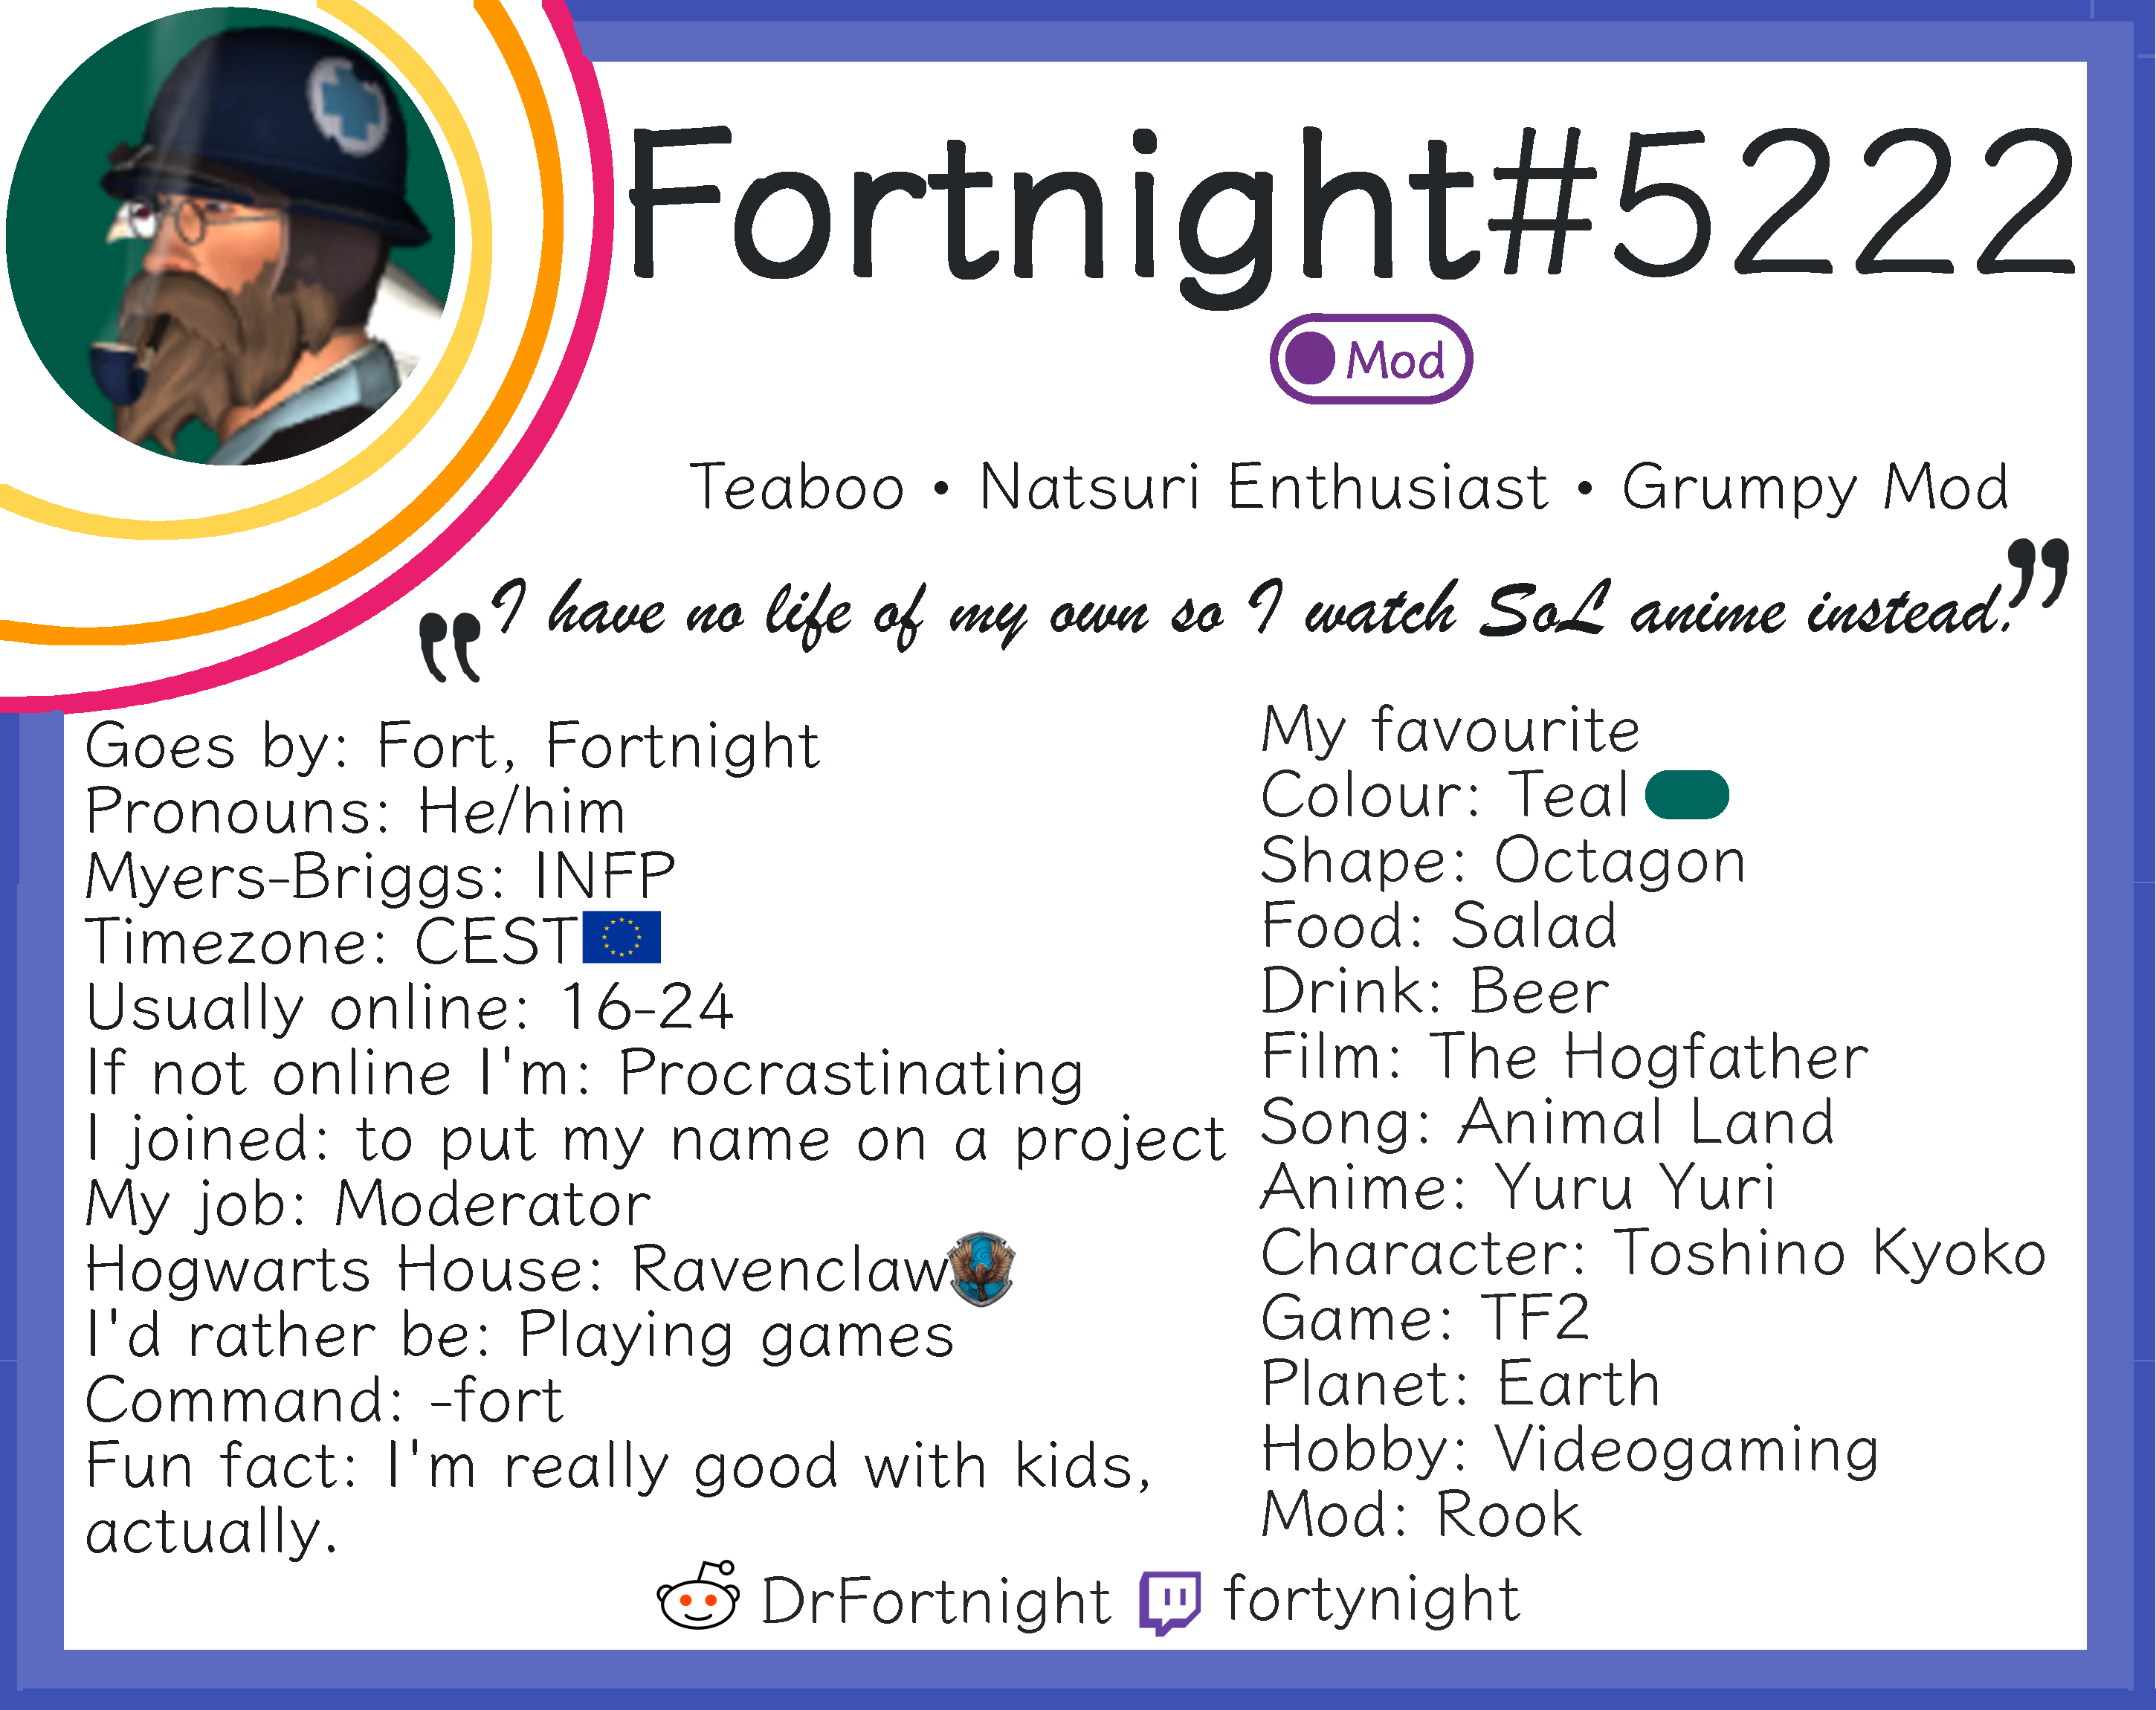 Fortnight#5222
Mod
Teaboo • Natsuri Enthusiast • Grumpy Mod
"I have no life of my own so I watch SoL anime instead."
Goes by: Fort, Fortnight
Pronouns: He/him
Myers-Briggs: INFP
Timezone: CEST
Usually online: 16-24
If not online I'm: Procrastinating
I joined: to put my name on a project
My job: Moderator
Hogwarts House: Ravenclaw
I'd rather be: Playing games
Command: -fort
Fun fact: I'm really good with kids,
actually.
My favourite
Colour: Teal
Shape: Octagon
Food: Salad
Drink: Beer
Film: The Hogfather
Song: Animal Land
Anime: Yuru Yuri
Character: Toshino Kyoko
Game: TF2
Planet: Earth
Hobby: Videogaming
Mod: Rook
DrFortnight fortynight